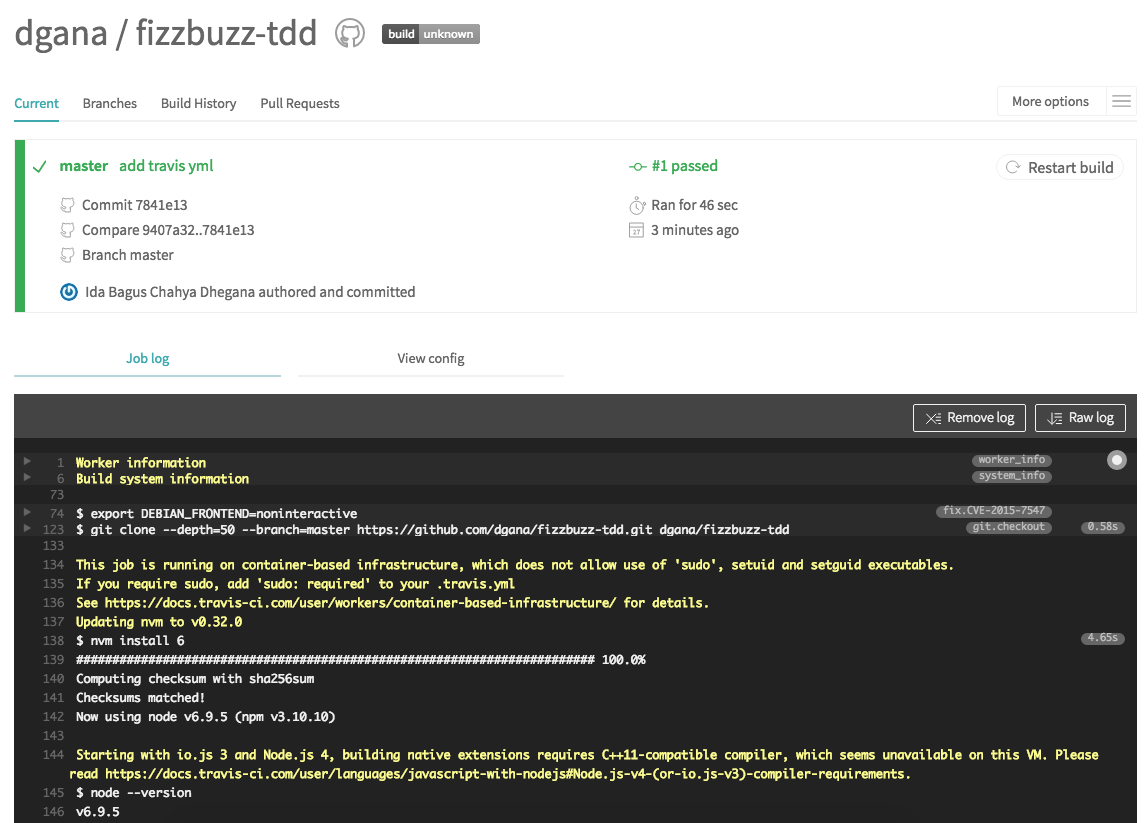 dgana / fizzbuzz-tdd build unknown
Current Branches Build History Pull Requests More options
master add travis yml #1 passed Restart build
Commit 7841e13 Ran for 46 sec
Compare 9407a32..7841e13 17 3 minutes ago
Branch master
Ida Bagus Chahya Dhegana authored and committed
Job log View config
Remove log Raw log
1 Worker information worker_info
6 Build system information system_info
73
74 $ export DEBIAN_FRONTEND=noninteractive fix.CVE-2015-7547
123 $ git clone --depth=50 --branch=master https://github.com/dgana/fizzbuzz-tdd.git dgana/fizzbuzz-tdd git.checkout 0.58s
133
134 This job is running on container-based infrastructure, which does not allow use of 'sudo', setuid and setguid executables.
135 If you require sudo, add 'sudo: required' to your .travis.yml
136 See https://docs.travis-ci.com/user/workers/container-based-infrastructure/ for details.
137 Updating nvm to v0.32.0
138 $ nvm install 6 4.65s
139 ######################################################################## 100.0%
140 Computing checksum with sha256sum
141 Checksums matched!
142 Now using node v6.9.5 (npm v3.10.10)
143
144 Starting with io.js 3 and Node.js 4, building native extensions requires C++11-compatible compiler, which seems unavailable on this VM. Please
read https://docs.travis-ci.com/user/languages/javascript-with-nodejs#Node.js-v4-(or-io.js-v3)-compiler-requirements.
145 $ node --version
146 v6.9.5